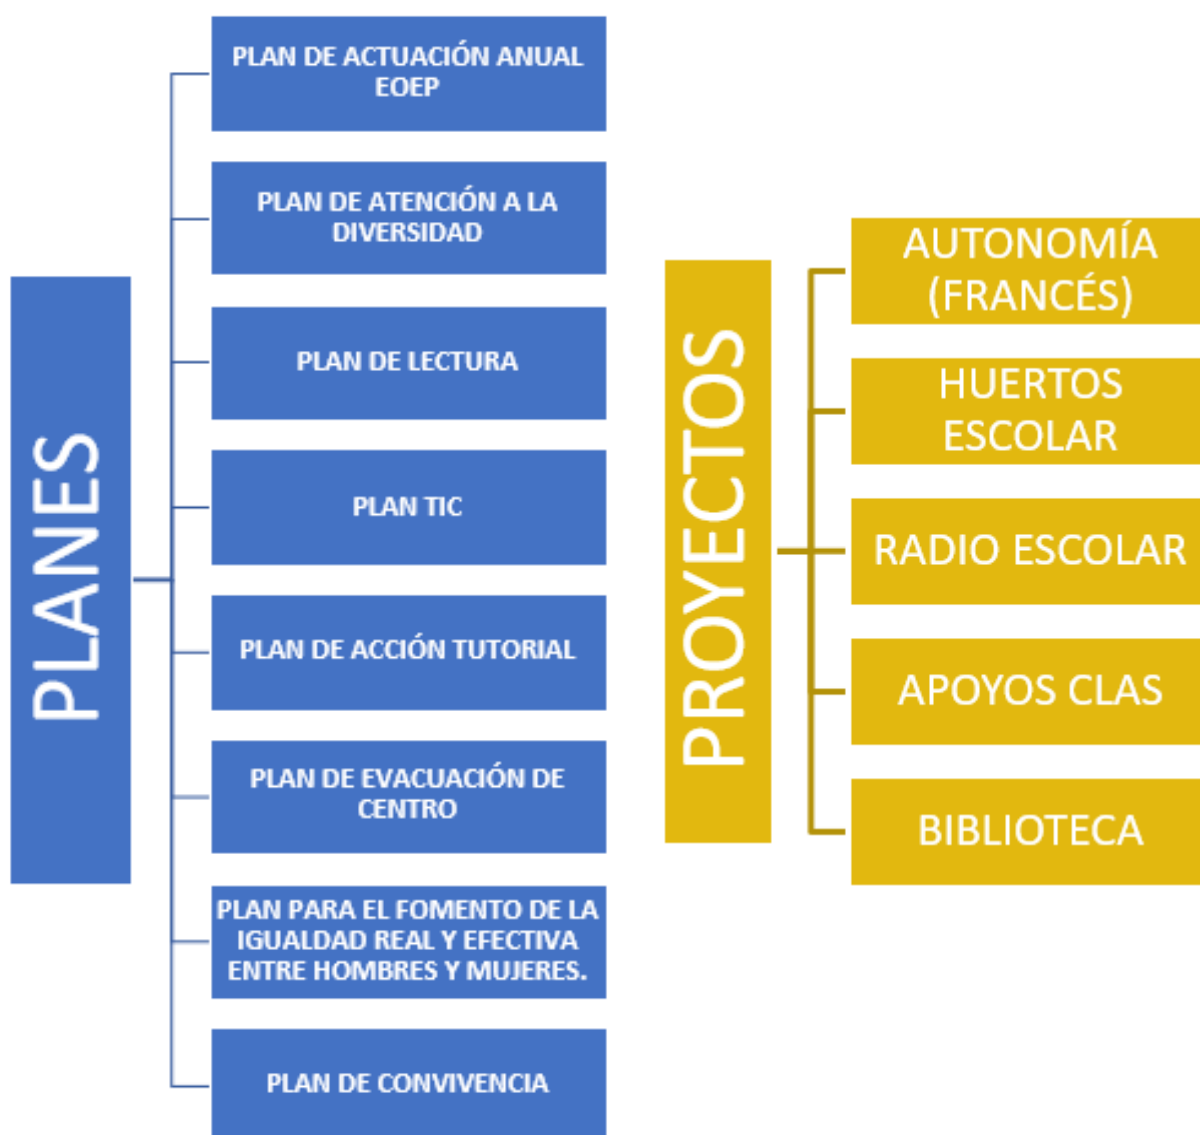 PLANES
PLAN DE ACTUACIÓN ANUAL
EOEP
PLAN DE ATENCIÓN A LA
DIVERSIDAD
PLAN DE LECTURA
PLAN TIC
PLAN DE ACCIÓN TUTORIAL
PLAN DE EVACUACIÓN DE
CENTRO
PLAN PARA EL FOMENTO DE LA
IGUALDAD REAL Y EFECTIVA
ENTRE HOMBRES Y MUJERES.
PLAN DE CONVIVENCIA
PROYECTOS
AUTONOMÍA
(FRANCÉS)
HUERTOS
ESCOLAR
RADIO ESCOLAR
APOYOS CLAS
BIBLIOTECA